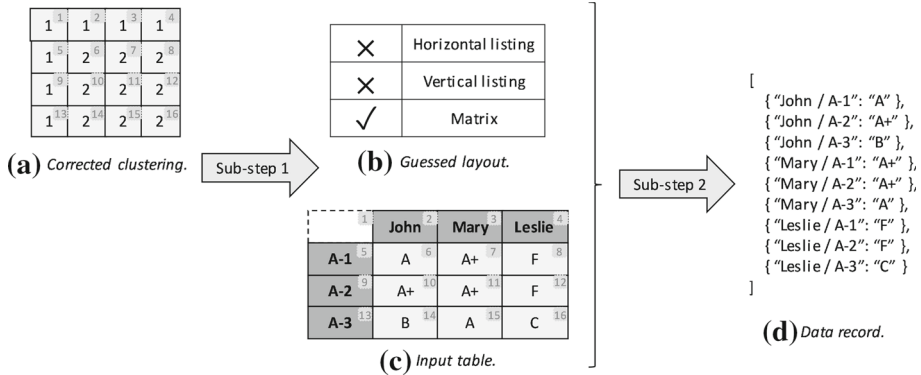 1 1 1 2 1 3 1 4
1 5 2 6 2 7 2 8
1 9 2 10 2 11 2 12
1 13 2 14 2 15 2 16
(a) Corrected clustering.
Sub-step 1
✕ Horizontal listing
✕ Vertical listing
✓ Matrix
(b) Guessed layout.
1 John 2 Mary 3 Leslie 4
A-1 5 A 6 A+ 7 F 8
A-2 9 A+ 10 A+ 11 F 12
A-3 13 B 14 A 15 C 16
(c) Input table.
Sub-step 2
[
{ “John / A-1”: “A” },
{ “John / A-2”: “A+” },
{ “John / A-3”: “B” },
{ “Mary / A-1”: “A+” },
{ “Mary / A-2”: “A+” },
{ “Mary / A-3”: “A” },
{ “Leslie / A-1”: “F” },
{ “Leslie / A-2”: “F” },
{ “Leslie / A-3”: “C” }
]
(d) Data record.